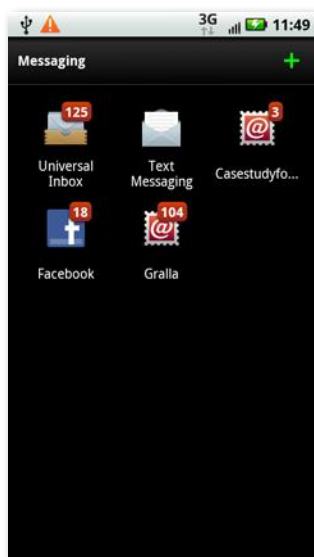 3G 11:49
Messaging +
125 3
Universal Inbox
Text Messaging
Casestudyfo...
18 104
Facebook
Gralla